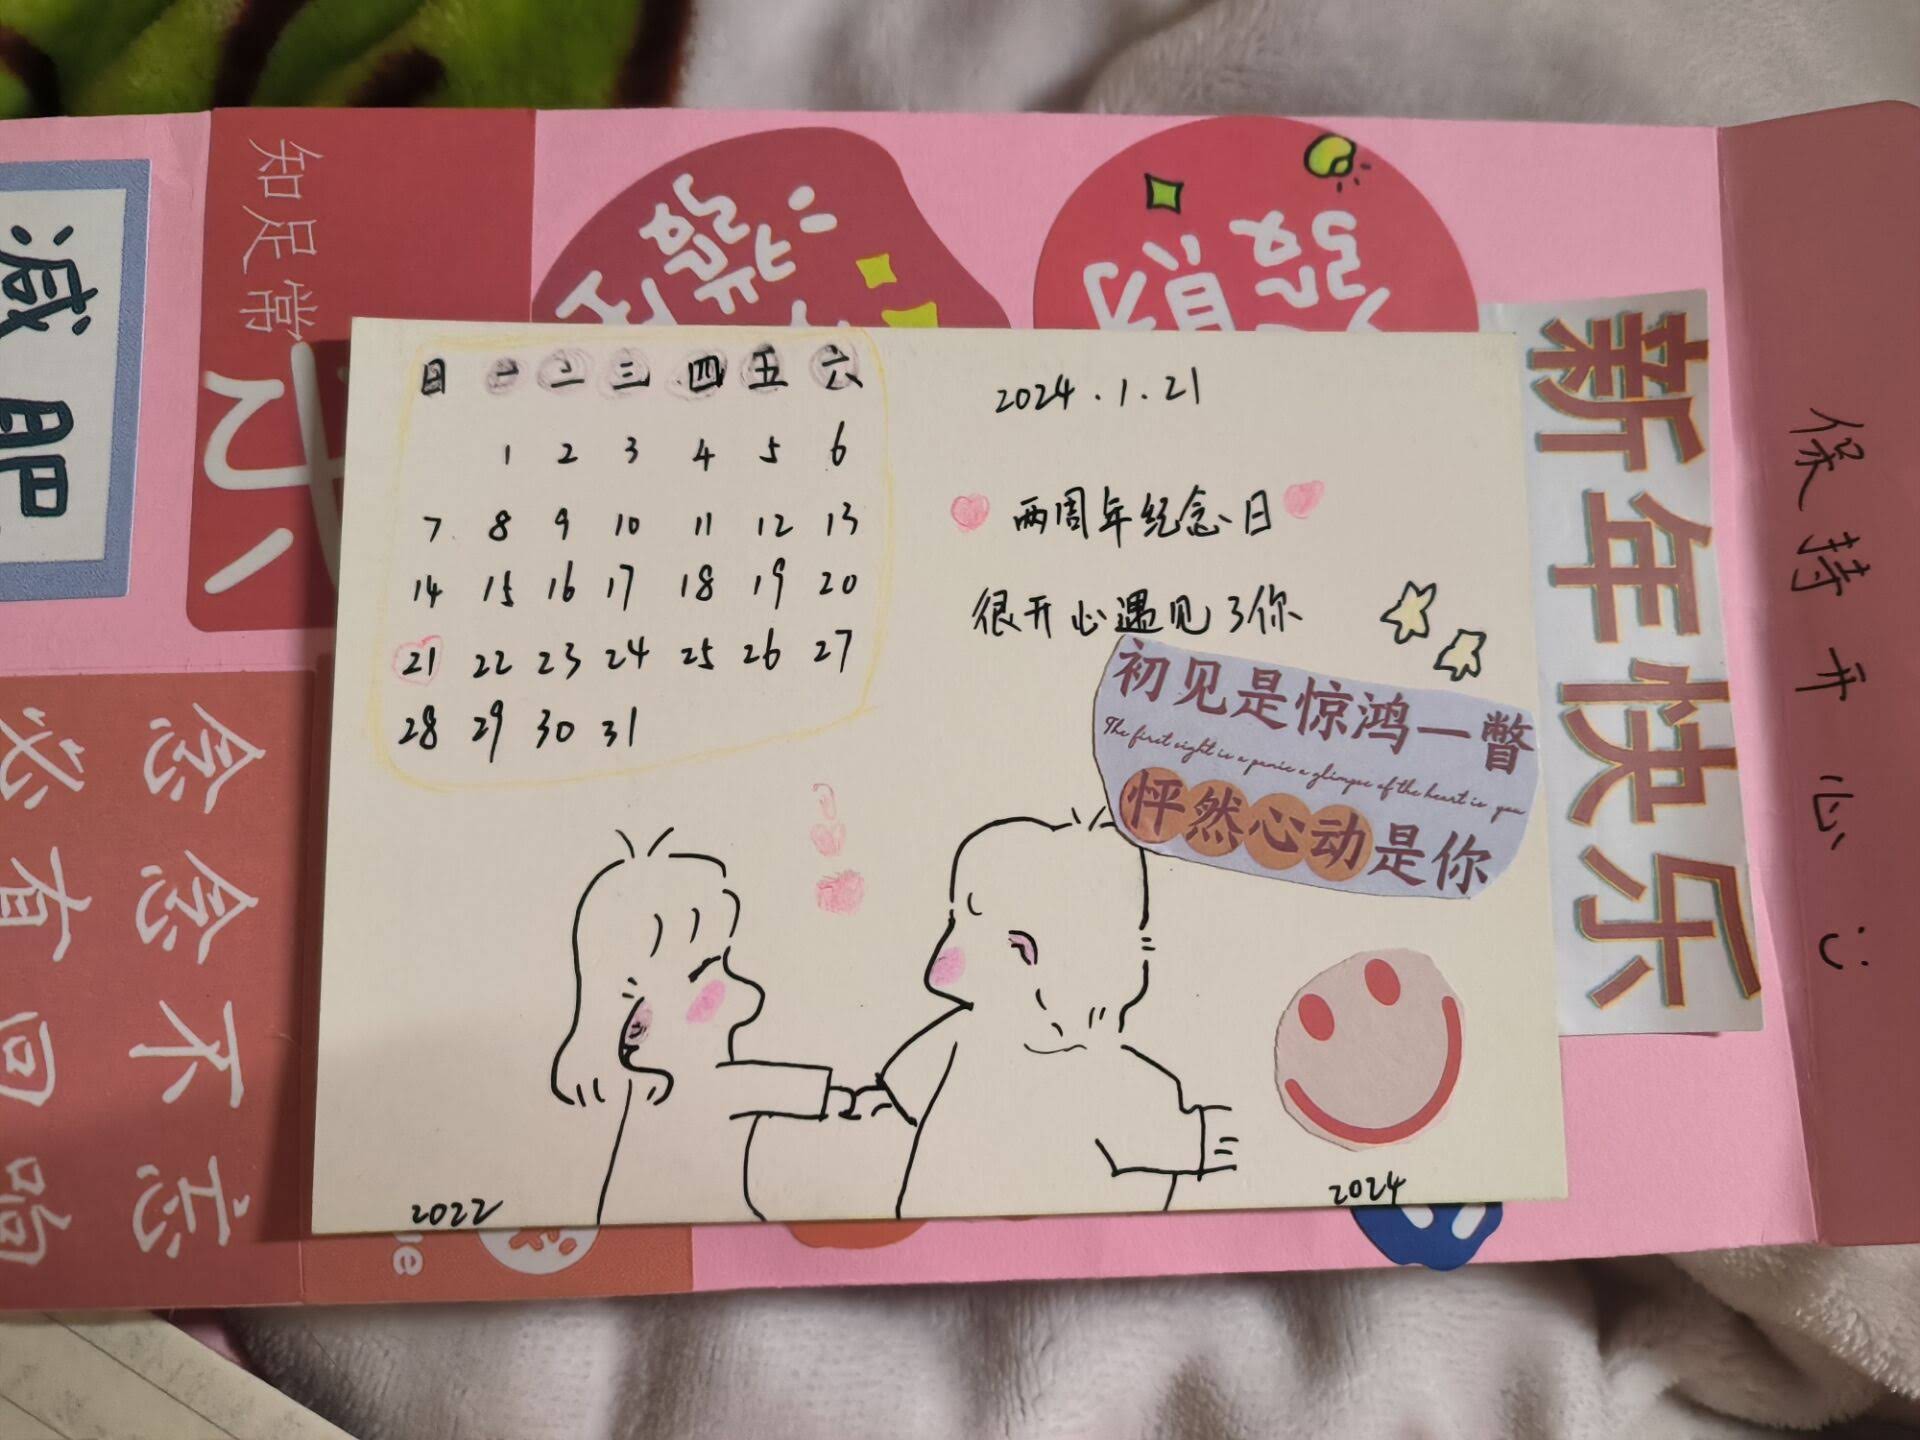 减肥
知足常乐
念念不忘
必有回响
发财
日 一 二 三 四 五 六
1 2 3 4 5 6
7 8 9 10 11 12 13
14 15 16 17 18 19 20
21 22 23 24 25 26 27
28 29 30 31
2024.1.21
两周年纪念日
很开心遇见了你
初见是惊鸿一瞥
The first sight is a panic a glimpse of the heart is you
怦然心动是你
2022
2024
新年快乐
保持开心